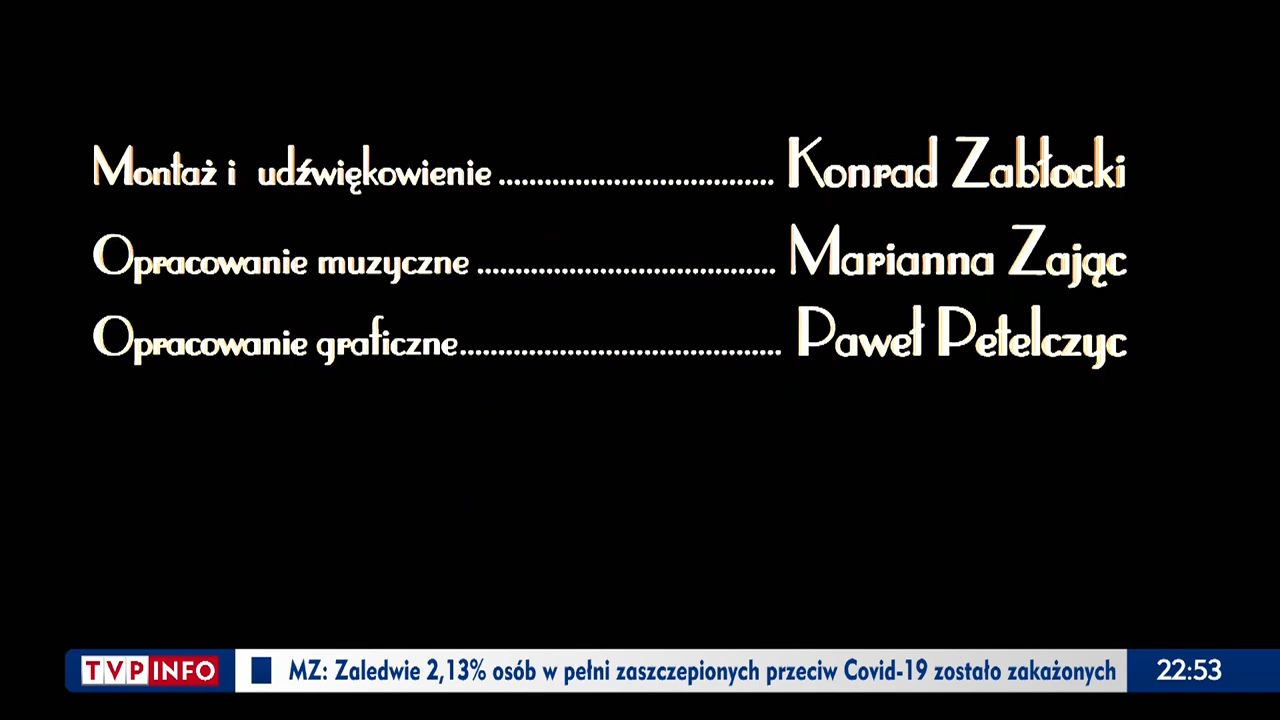 Montaż i udźwiękowienie .................................... Konrad Zabłocki
Opracowanie muzyczne ....................................... Marianna Zając
Opracowanie graficzne.......................................... Paweł Petelczyc
TVP INFO MZ: Zaledwie 2,13% osób w pełni zaszczepionych przeciw Covid-19 zostało zakażonych 22:53